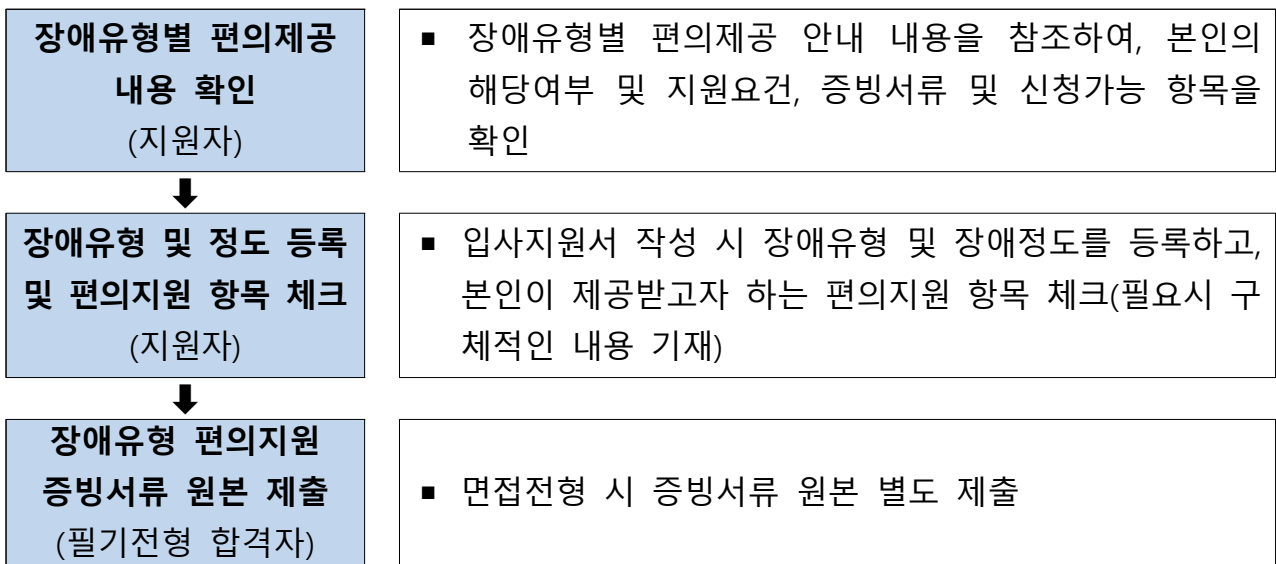 장애유형별 편의제공
내용 확인
(지원자)
■ 장애유형별 편의제공 안내 내용을 참조하여, 본인의
해당여부 및 지원요건, 증빙서류 및 신청가능 항목을
확인
장애유형 및 정도 등록
및 편의지원 항목 체크
(지원자)
■ 입사지원서 작성 시 장애유형 및 장애정도를 등록하고,
본인이 제공받고자 하는 편의지원 항목 체크(필요시 구
체적인 내용 기재)
장애유형 편의지원
증빙서류 원본 제출
(필기전형 합격자)
■ 면접전형 시 증빙서류 원본 별도 제출